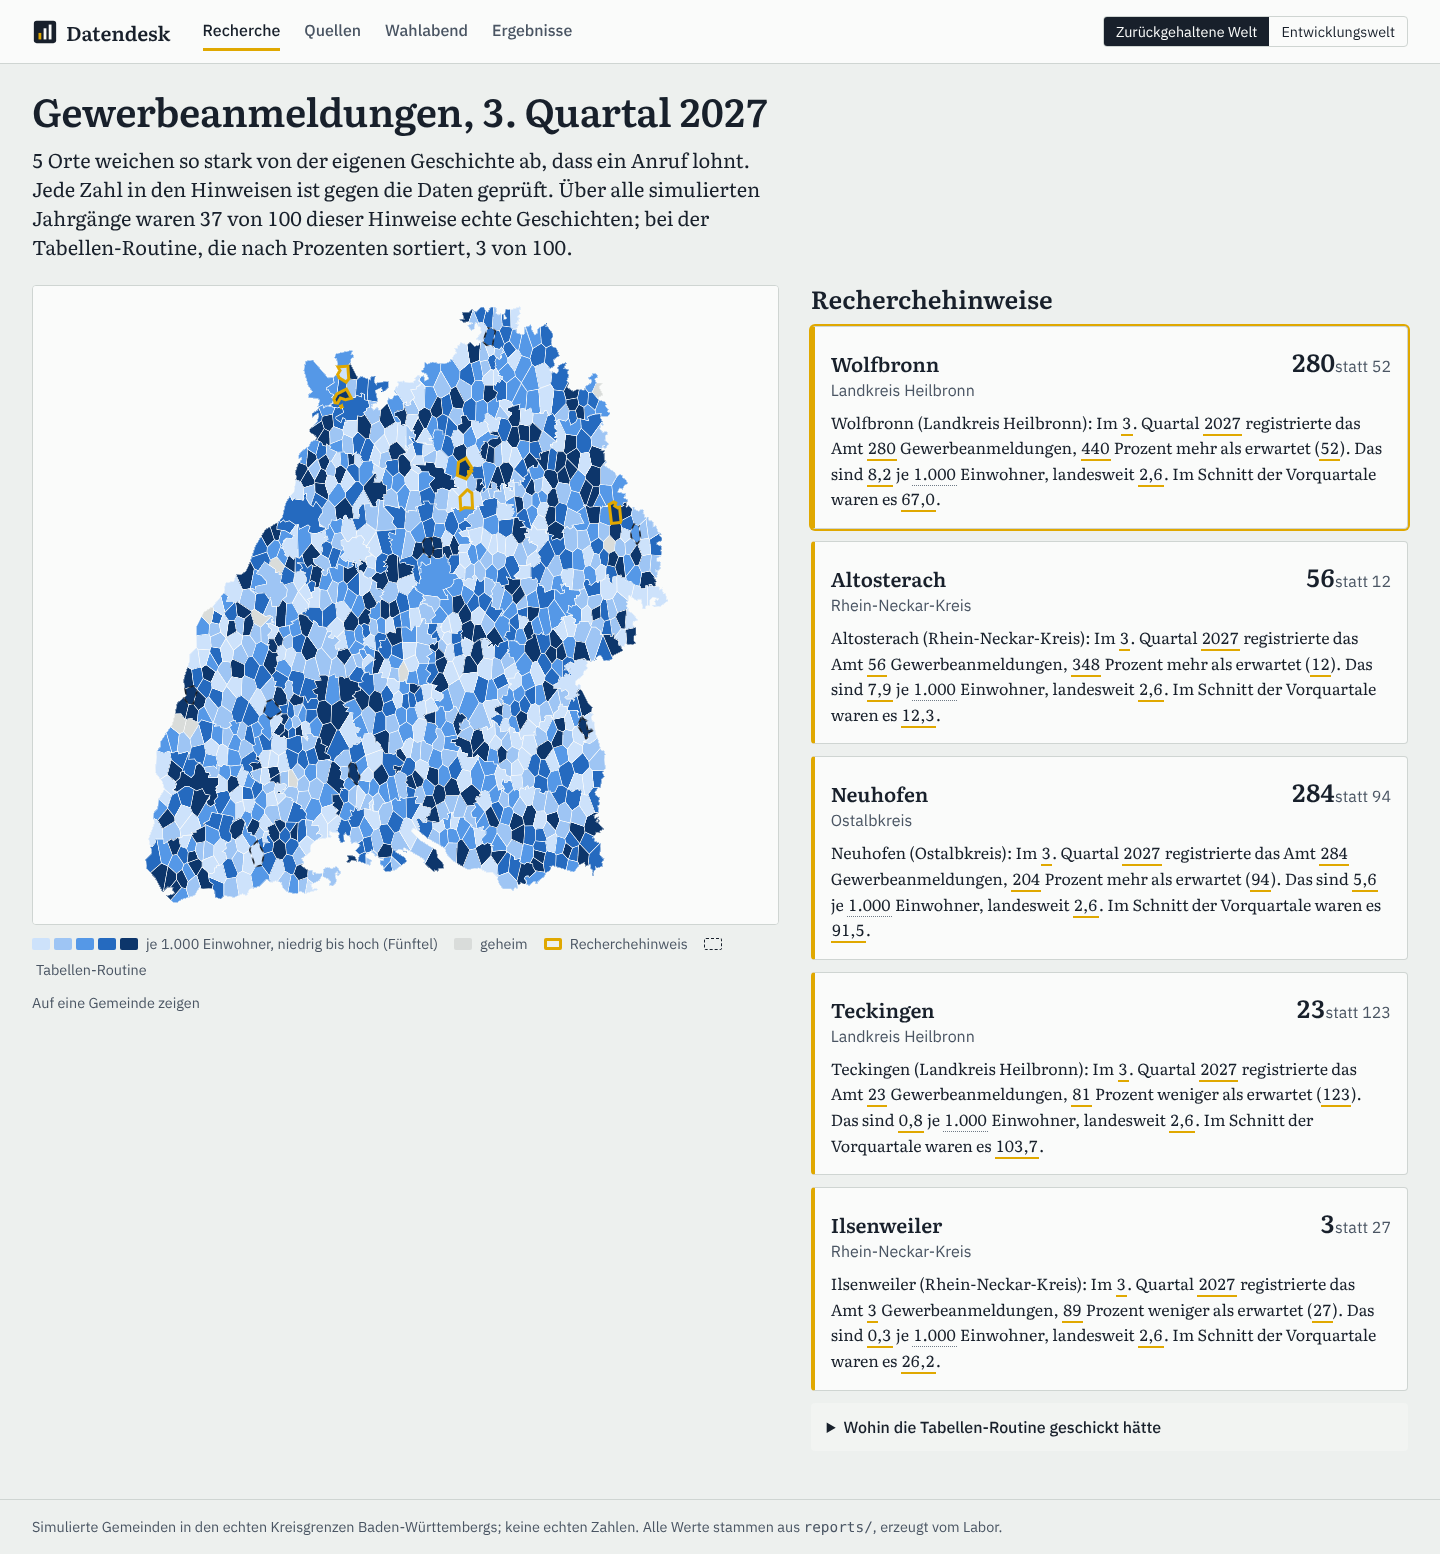 Datendesk
Recherche
Quellen
Wahlabend
Ergebnisse
Zurückgehaltene Welt
Entwicklungswelt
Gewerbeanmeldungen, 3. Quartal 2027
5 Orte weichen so stark von der eigenen Geschichte ab, dass ein Anruf lohnt.
Jede Zahl in den Hinweisen ist gegen die Daten geprüft. Über alle simulierten
Jahrgänge waren 37 von 100 dieser Hinweise echte Geschichten; bei der
Tabellen-Routine, die nach Prozenten sortiert, 3 von 100.
je 1.000 Einwohner, niedrig bis hoch (Fünftel)
geheim
Recherchehinweis
Tabellen-Routine
Auf eine Gemeinde zeigen
Recherchehinweise
Wolfbronn
280 statt 52
Landkreis Heilbronn
Wolfbronn (Landkreis Heilbronn): Im 3. Quartal 2027 registrierte das
Amt 280 Gewerbeanmeldungen, 440 Prozent mehr als erwartet (52). Das
sind 8,2 je 1.000 Einwohner, landesweit 2,6. Im Schnitt der Vorquartale
waren es 67,0.
Altosterach
56 statt 12
Rhein-Neckar-Kreis
Altosterach (Rhein-Neckar-Kreis): Im 3. Quartal 2027 registrierte das
Amt 56 Gewerbeanmeldungen, 348 Prozent mehr als erwartet (12). Das
sind 7,9 je 1.000 Einwohner, landesweit 2,6. Im Schnitt der Vorquartale
waren es 12,3.
Neuhofen
284 statt 94
Ostalbkreis
Neuhofen (Ostalbkreis): Im 3. Quartal 2027 registrierte das Amt 284
Gewerbeanmeldungen, 204 Prozent mehr als erwartet (94). Das sind 5,6
je 1.000 Einwohner, landesweit 2,6. Im Schnitt der Vorquartale waren es
91,5.
Teckingen
23 statt 123
Landkreis Heilbronn
Teckingen (Landkreis Heilbronn): Im 3. Quartal 2027 registrierte das
Amt 23 Gewerbeanmeldungen, 81 Prozent weniger als erwartet (123).
Das sind 0,8 je 1.000 Einwohner, landesweit 2,6. Im Schnitt der
Vorquartale waren es 103,7.
Ilsenweiler
3 statt 27
Rhein-Neckar-Kreis
Ilsenweiler (Rhein-Neckar-Kreis): Im 3. Quartal 2027 registrierte das
Amt 3 Gewerbeanmeldungen, 89 Prozent weniger als erwartet (27). Das
sind 0,3 je 1.000 Einwohner, landesweit 2,6. Im Schnitt der Vorquartale
waren es 26,2.
Wohin die Tabellen-Routine geschickt hätte
Simulierte Gemeinden in den echten Kreisgrenzen Baden-Württembergs; keine echten Zahlen. Alle Werte stammen aus reports/, erzeugt vom Labor.